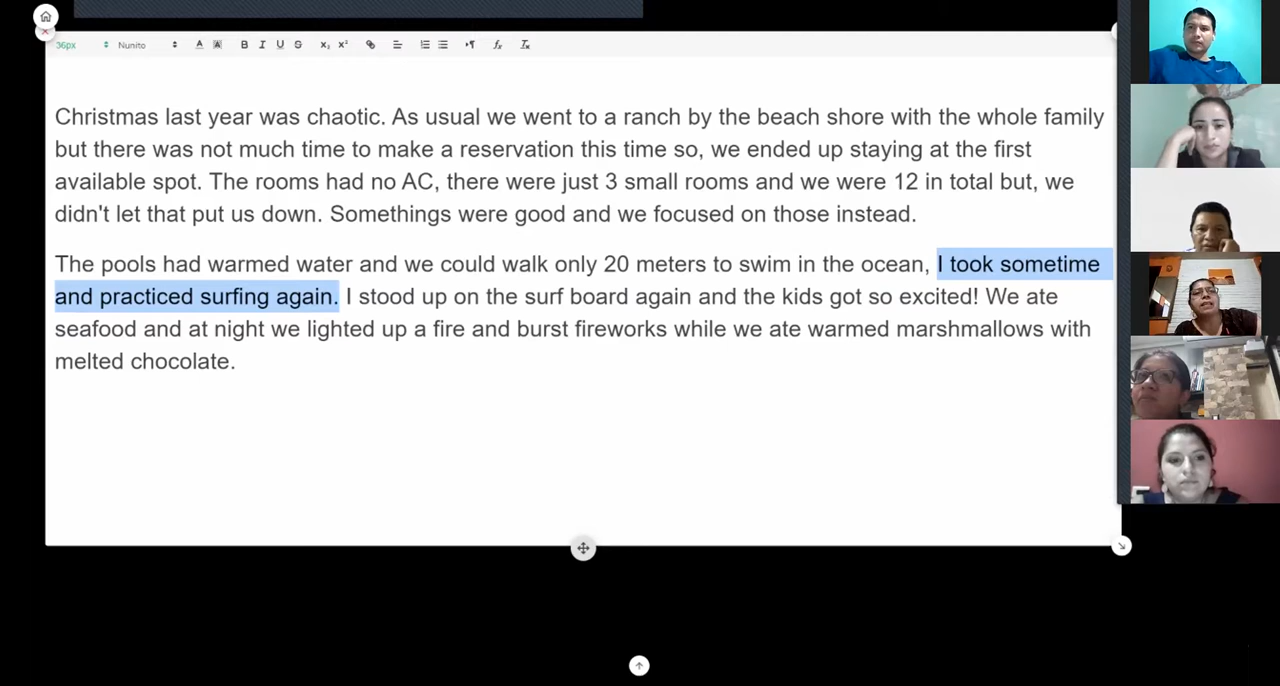 36px Nunito A A B I U S X₂ X² fx Tx
Christmas last year was chaotic. As usual we went to a ranch by the beach shore with the whole family
but there was not much time to make a reservation this time so, we ended up staying at the first
available spot. The rooms had no AC, there were just 3 small rooms and we were 12 in total but, we
didn't let that put us down. Somethings were good and we focused on those instead.
The pools had warmed water and we could walk only 20 meters to swim in the ocean, I took sometime
and practiced surfing again. I stood up on the surf board again and the kids got so excited! We ate
seafood and at night we lighted up a fire and burst fireworks while we ate warmed marshmallows with
melted chocolate.